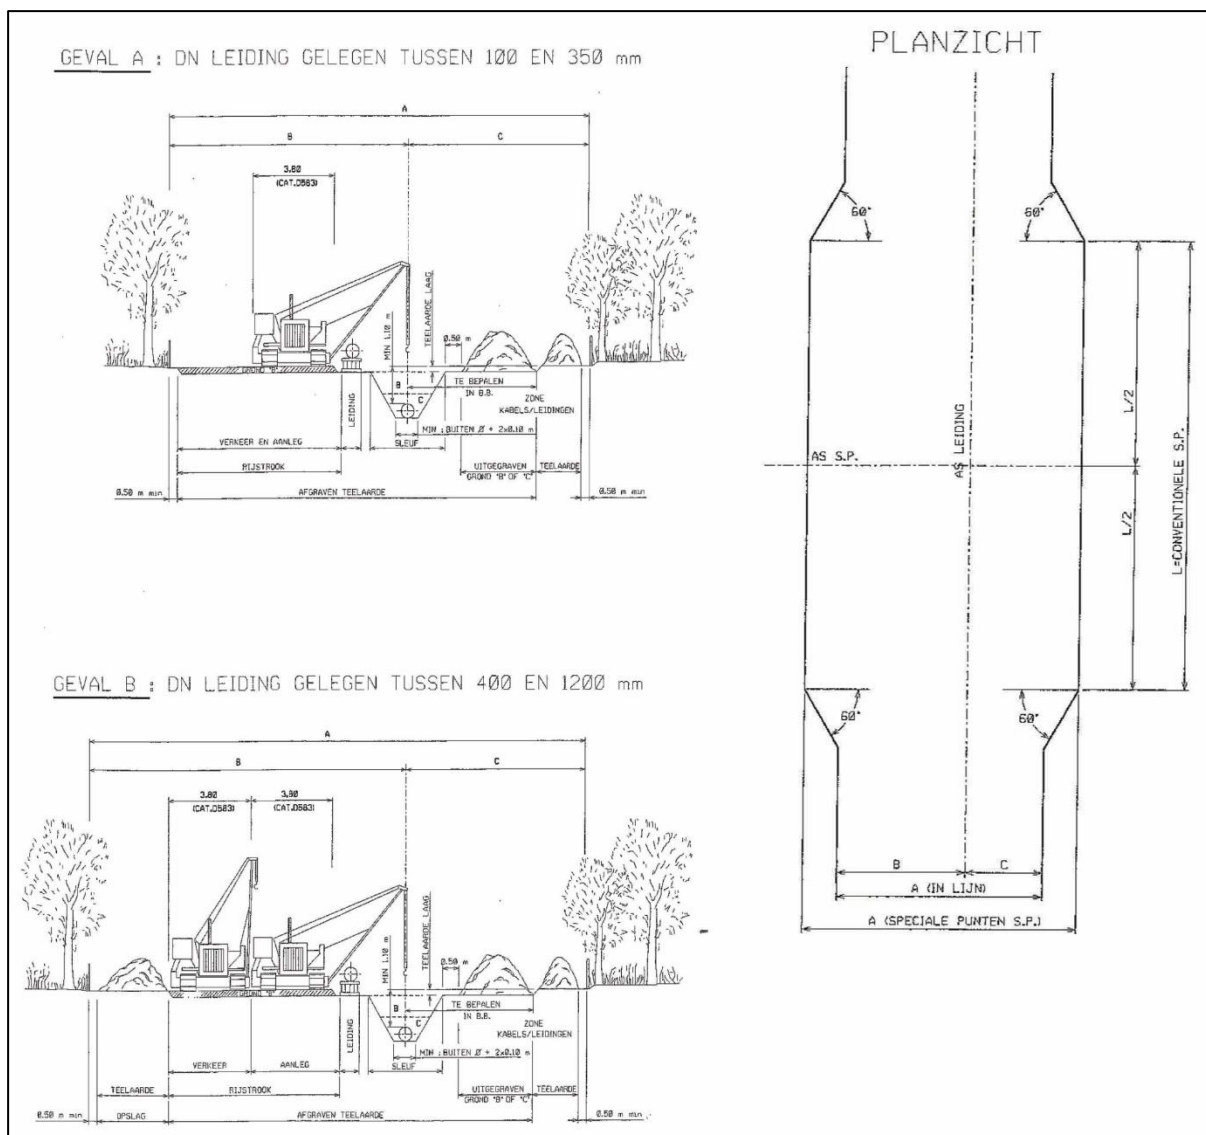 GEVAL A : DN LEIDING GELEGEN TUSSEN 100 EN 350 mm
A
B
C
3.80
(CAT.D583)
TEELAARDE LAAG
MIN 1.10 m
0.50 m
GROND "B"
B
C
TE BEPALEN
IN B.B.
LEIDING
ZONE
KABELS/LEIDINGEN
MIN : BUITEN Ø + 2x0.10 m
VERKEER EN AANLEG
SLEUF
RIJSTROOK
UITGEGRAVEN
GROND "B" OF "C"
TEELAARDE
0.50 m min
AFGRAVEN TEELAARDE
0.50 m min
GEVAL B : DN LEIDING GELEGEN TUSSEN 400 EN 1200 mm
A
B
C
3.80
(CAT.D583)
3.80
(CAT.D583)
TEELAARDE LAAG
MIN 1.10 m
0.50 m
GROND "B"
B
C
TE BEPALEN
IN B.B.
LEIDING
ZONE
KABELS/LEIDINGEN
MIN : BUITEN Ø + 2x0.10 m
VERKEER
AANLEG
SLEUF
TEELAARDE
RIJSTROOK
UITGEGRAVEN
GROND "B" OF "C"
TEELAARDE
0.50 m min
OPSLAG
AFGRAVEN TEELAARDE
0.50 m min
PLANZICHT
60°
60°
L/2
AS LEIDING
AS S.P.
L/2
L=CONVENTIONELE S.P.
60°
60°
B
C
A (IN LIJN)
A (SPECIALE PUNTEN S.P.)